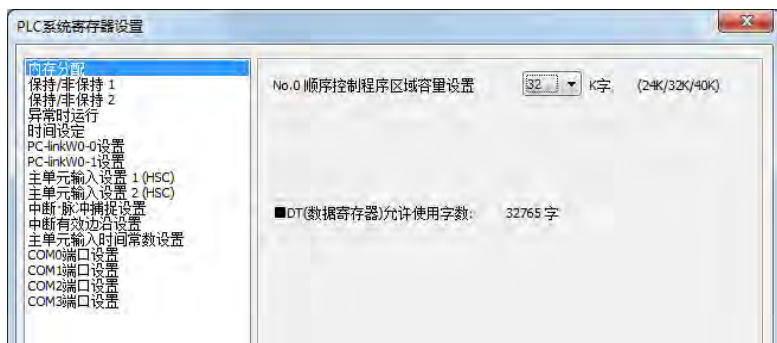 PLC系统寄存器设置
内存分配
保持/非保持 1
保持/非保持 2
异常时运行
时间设定
PC-linkW0-0设置
PC-linkW0-1设置
主单元输入设置 1 (HSC)
主单元输入设置 2 (HSC)
中断·脉冲捕捉设置
中断有效边沿设置
主单元输入时间常数设置
COM0端口设置
COM1端口设置
COM2端口设置
COM3端口设置
No.0 顺序控制程序区域容量设置 32 K字 (24K/32K/40K)
■DT(数据寄存器)允许使用字数: 32765 字